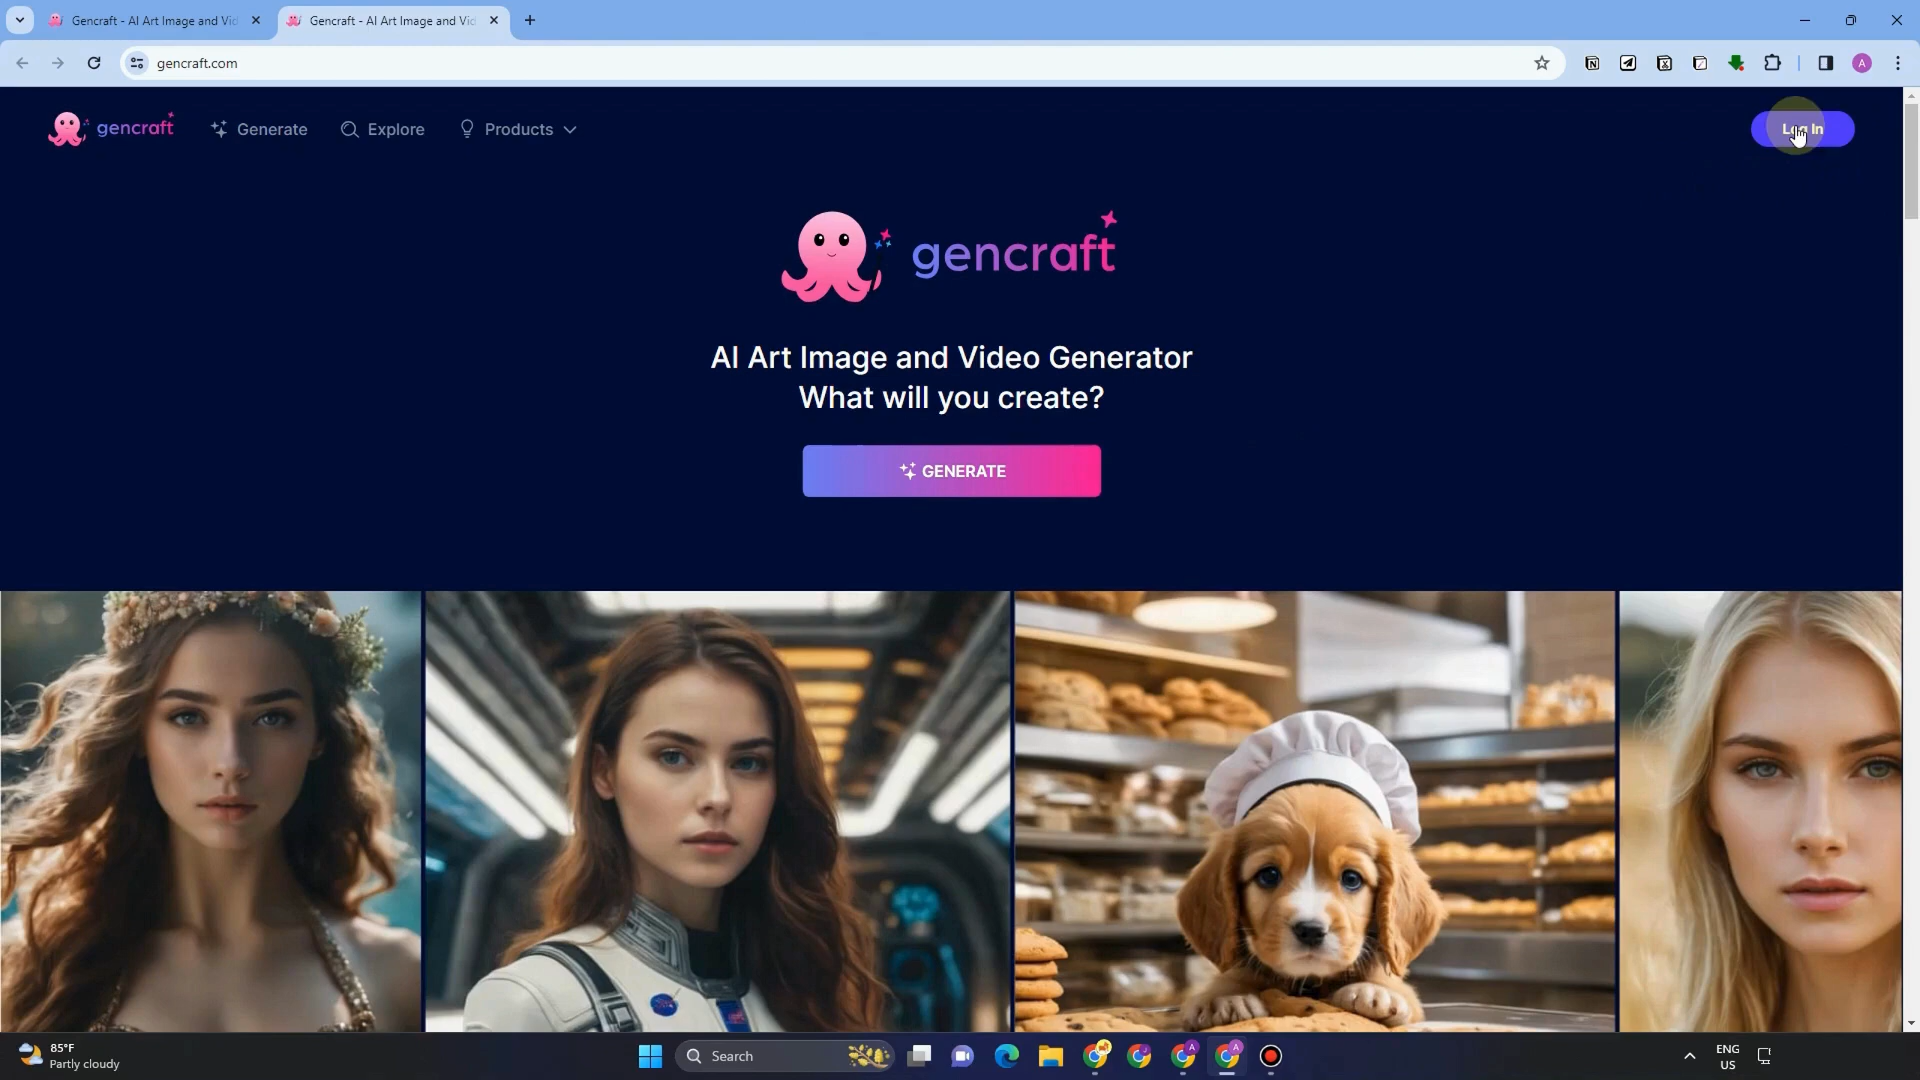 Gencraft - AI Art Image and Vid
Gencraft - AI Art Image and Vid
gencraft.com
A
gencraft
Generate
Explore
Products
Log In
gencraft
AI Art Image and Video Generator
What will you create?
GENERATE
85°F
Partly cloudy
Search
ENG
US